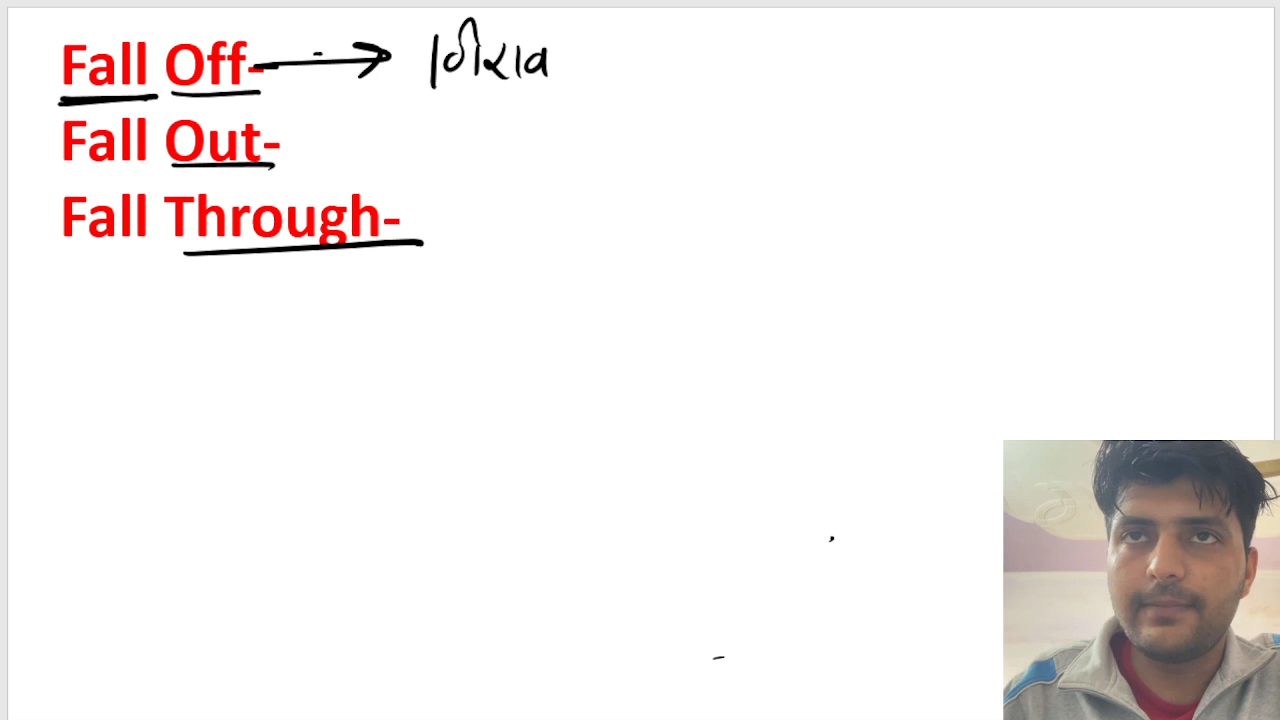 Fall Off- गिराव
Fall Out-
Fall Through-